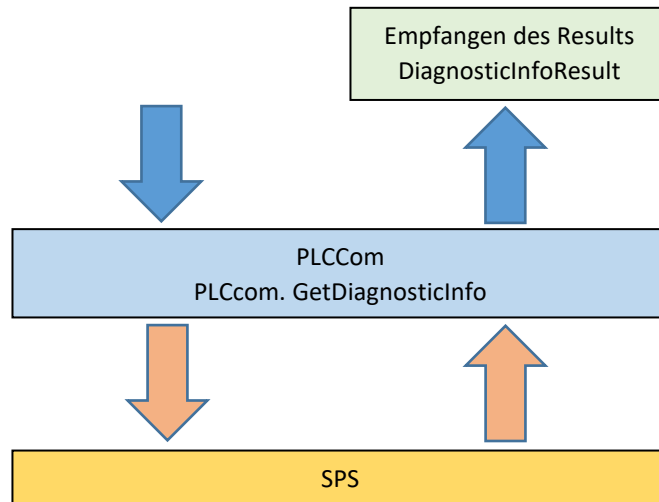 Empfangen des Results
DiagnosticInfoResult
PLCCom
PLCcom. GetDiagnosticInfo
SPS